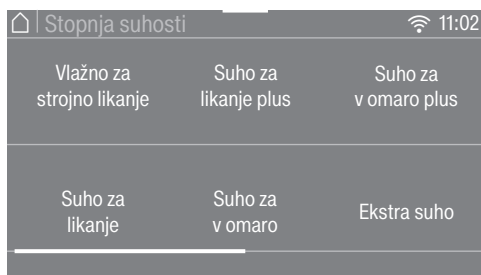 Stopnja suhosti 11:02
Vlažno za
strojno likanje
Suho za
likanje plus
Suho za
v omaro plus
Suho za
likanje
Suho za
v omaro
Ekstra suho